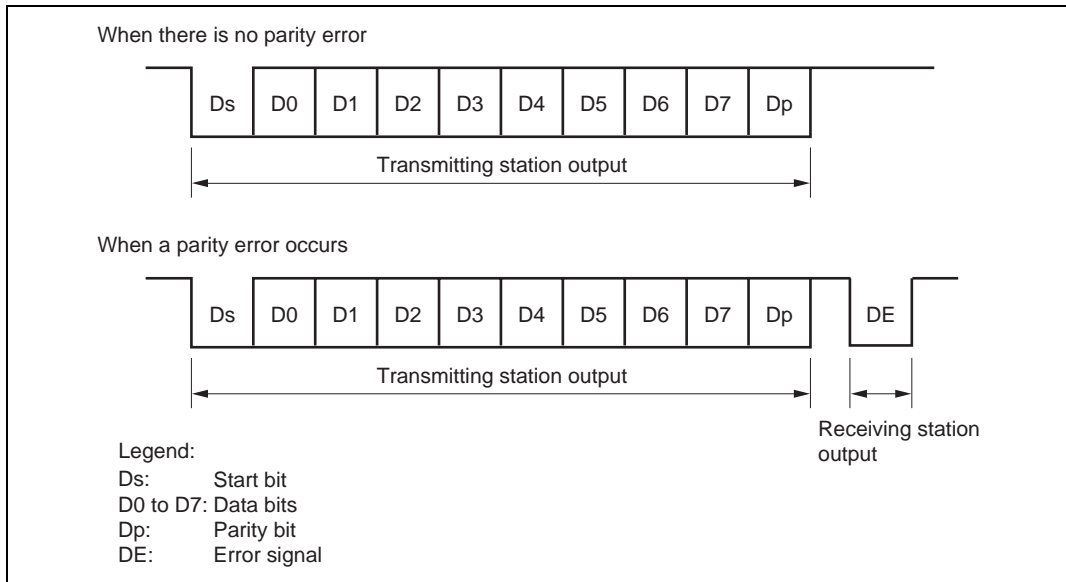 When there is no parity error
Ds D0 D1 D2 D3 D4 D5 D6 D7 Dp
Transmitting station output
When a parity error occurs
Ds D0 D1 D2 D3 D4 D5 D6 D7 Dp DE
Transmitting station output
Receiving station
output
Legend:
Ds: Start bit
D0 to D7: Data bits
Dp: Parity bit
DE: Error signal